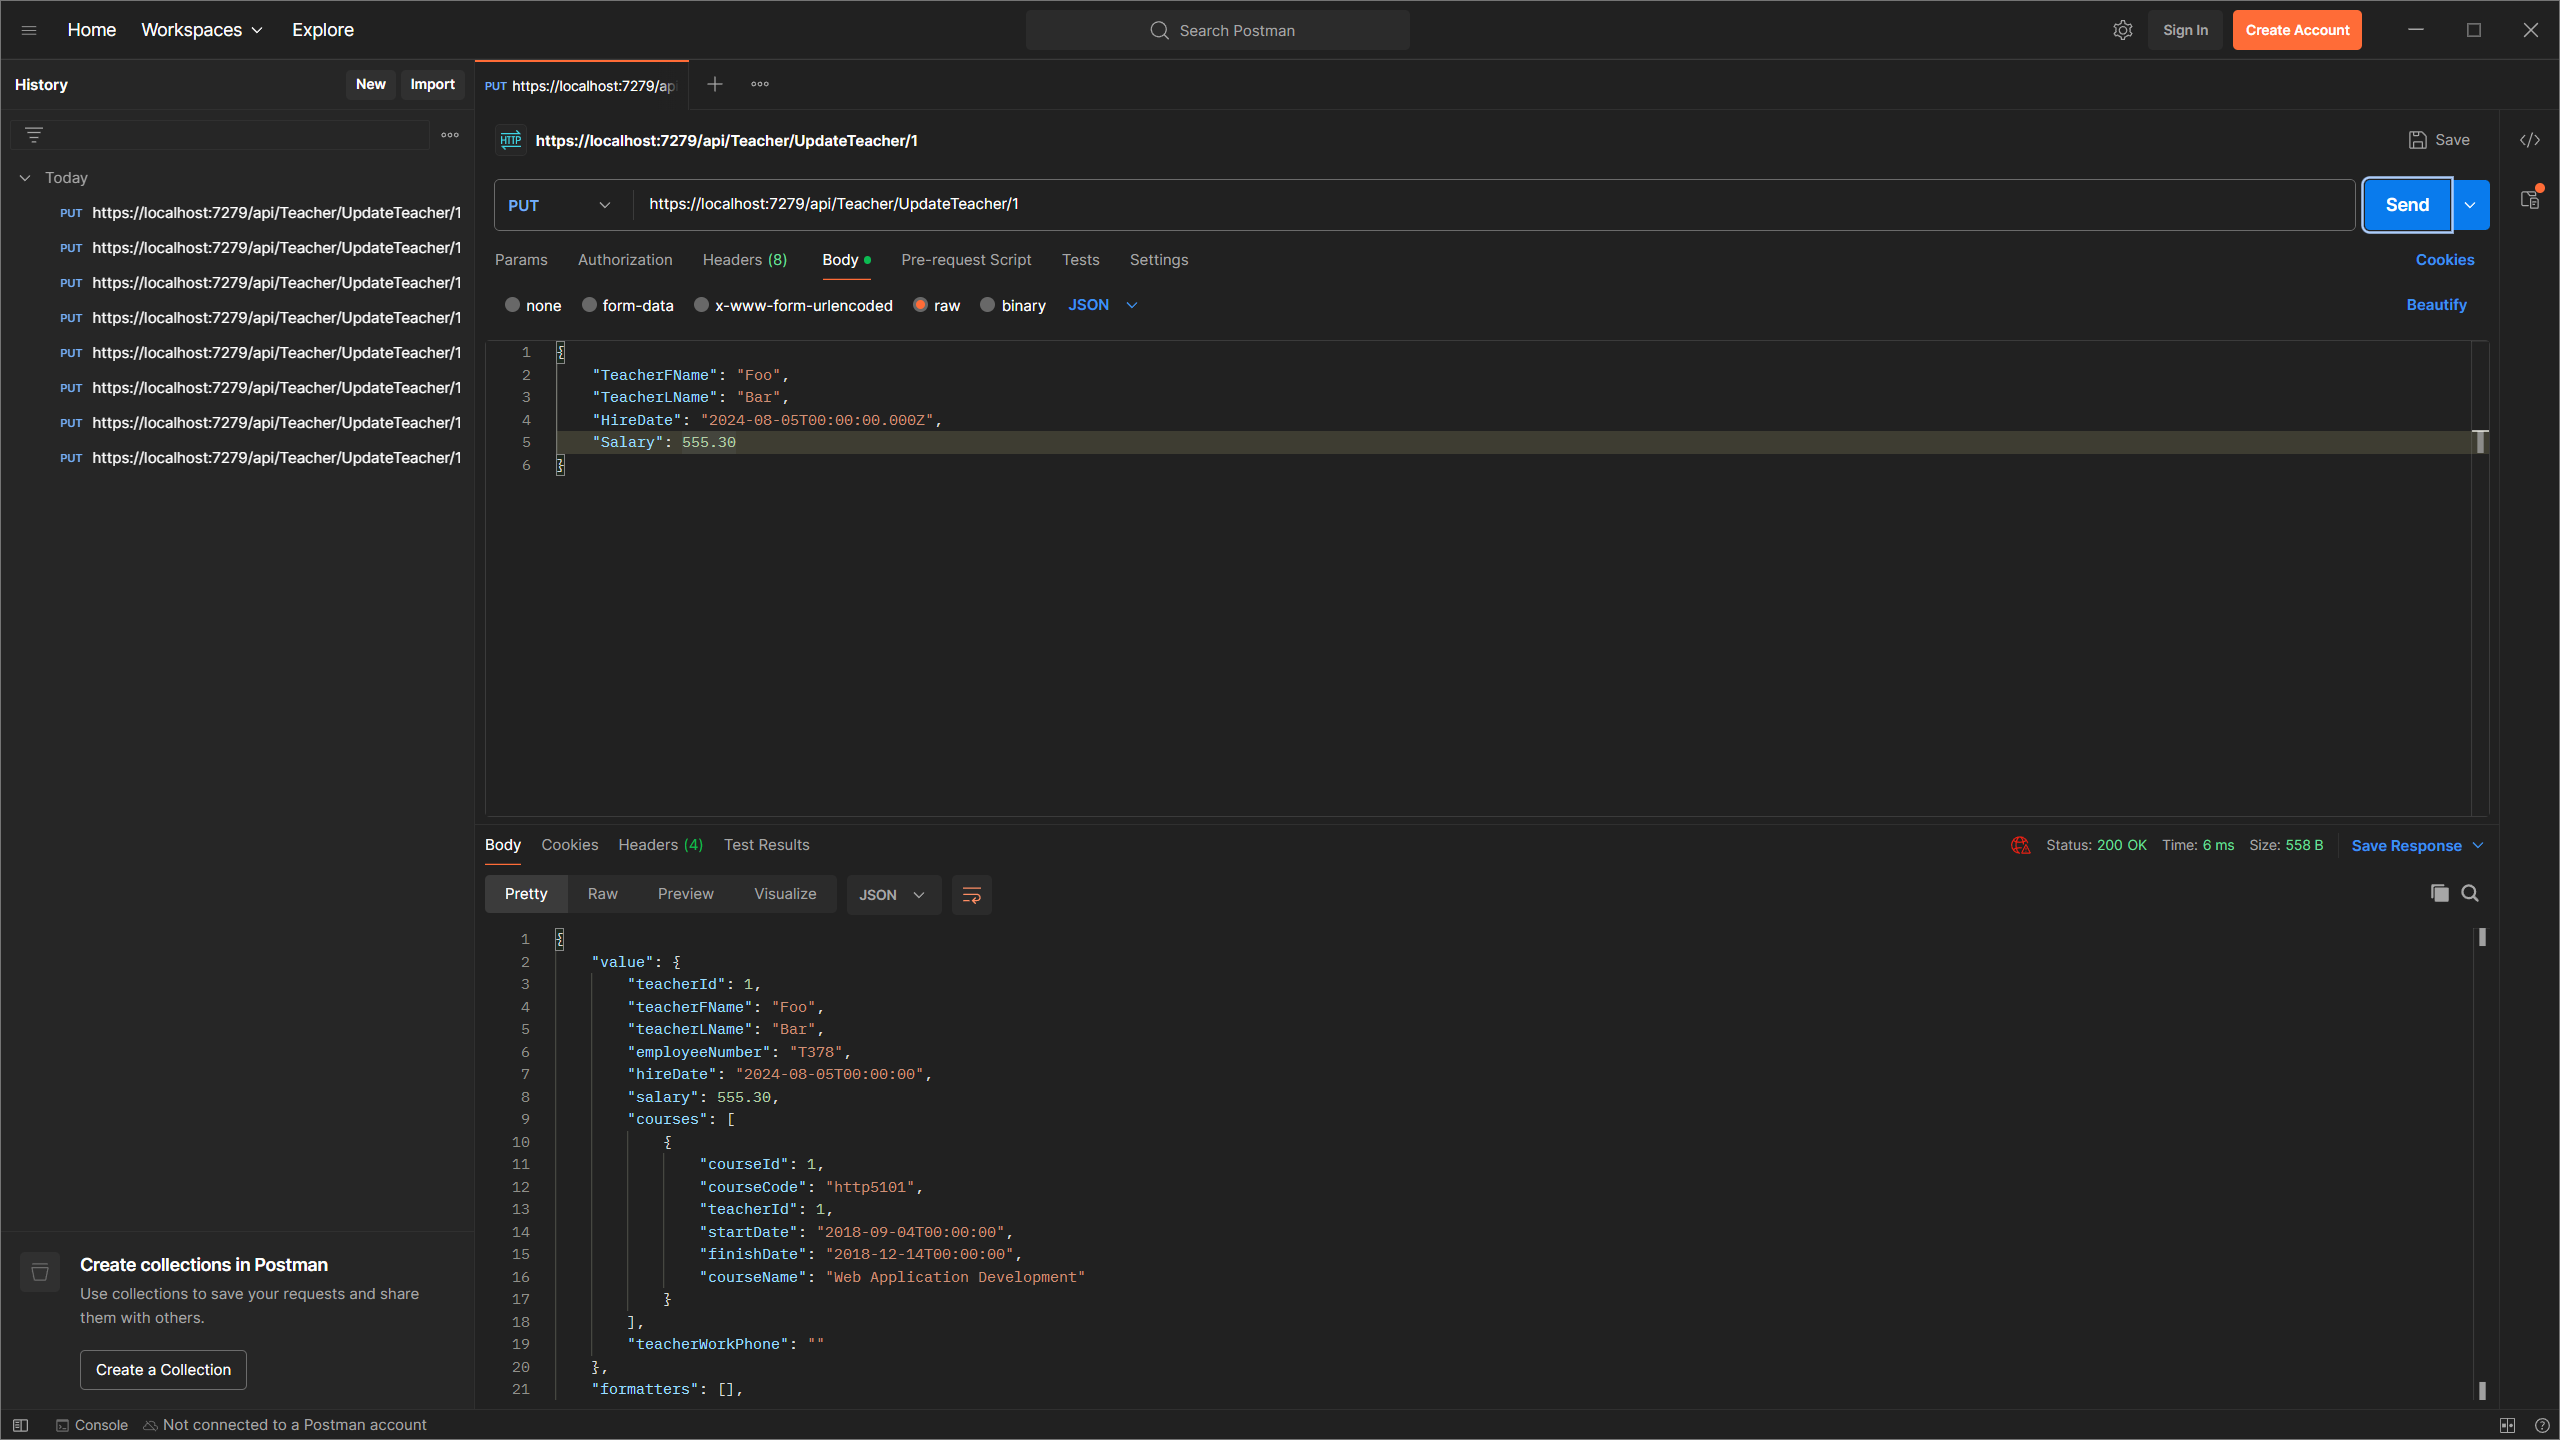 Home Workspaces Explore Search Postman Sign In Create Account
History New Import
Today
PUT https://localhost:7279/api/Teacher/UpdateTeacher/1
PUT https://localhost:7279/api/Teacher/UpdateTeacher/1
PUT https://localhost:7279/api/Teacher/UpdateTeacher/1
PUT https://localhost:7279/api/Teacher/UpdateTeacher/1
PUT https://localhost:7279/api/Teacher/UpdateTeacher/1
PUT https://localhost:7279/api/Teacher/UpdateTeacher/1
PUT https://localhost:7279/api/Teacher/UpdateTeacher/1
PUT https://localhost:7279/api/Teacher/UpdateTeacher/1
Create collections in Postman
Use collections to save your requests and share
them with others.
Create a Collection
PUT https://localhost:7279/api
HTTP https://localhost:7279/api/Teacher/UpdateTeacher/1 Save
PUT https://localhost:7279/api/Teacher/UpdateTeacher/1 Send
Params Authorization Headers (8) Body Pre-request Script Tests Settings Cookies
none form-data x-www-form-urlencoded raw binary JSON Beautify
1 {
2 "TeacherFName": "Foo",
3 "TeacherLName": "Bar",
4 "HireDate": "2024-08-05T00:00:00.000Z",
5 "Salary": 555.30
6 }
Body Cookies Headers (4) Test Results Status: 200 OK Time: 6 ms Size: 558 B Save Response
Pretty Raw Preview Visualize JSON
1 {
2 "value": {
3 "teacherId": 1,
4 "teacherFName": "Foo",
5 "teacherLName": "Bar",
6 "employeeNumber": "T378",
7 "hireDate": "2024-08-05T00:00:00",
8 "salary": 555.30,
9 "courses": [
10 {
11 "courseId": 1,
12 "courseCode": "http5101",
13 "teacherId": 1,
14 "startDate": "2018-09-04T00:00:00",
15 "finishDate": "2018-12-14T00:00:00",
16 "courseName": "Web Application Development"
17 }
18 ],
19 "teacherWorkPhone": ""
20 },
21 "formatters": [],
Console Not connected to a Postman account